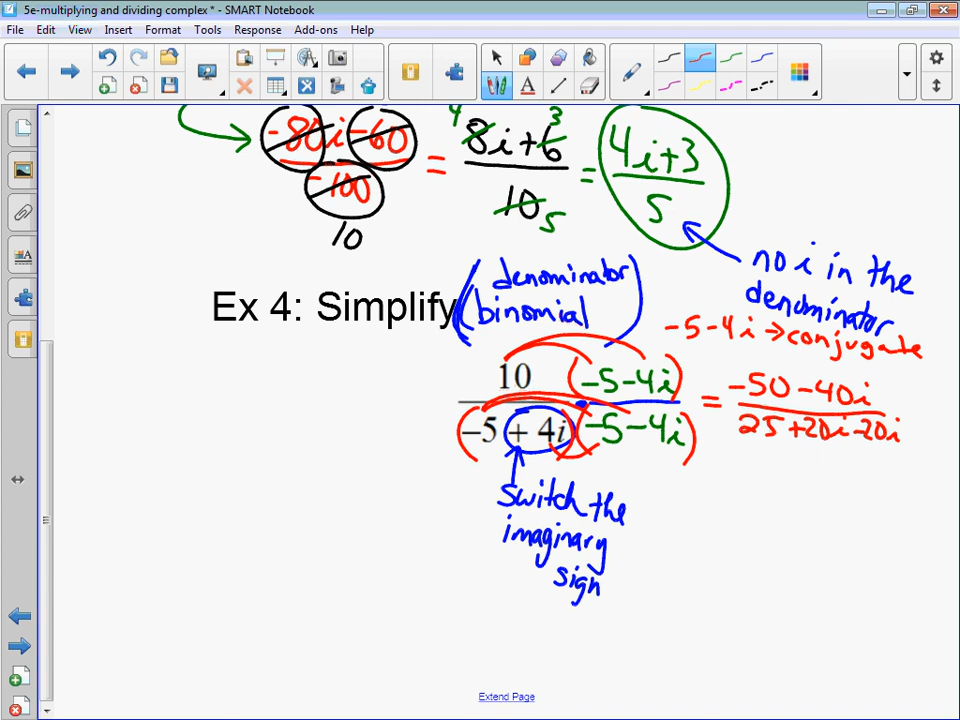 5e-multiplying and dividing complex * - SMART Notebook
File Edit View Insert Format Tools Response Add-ons Help
-80i -60
-100
10
=
4 3
8i+6
10
5
=
4i+3
5
no i in the
denominator
Ex 4: Simplify
(denominator
binomial)
-5-4i → conjugate
10 (-5-4i)
(-5 + 4i)(-5-4i)
=
-50-40i
25+20i-20i
switch the
imaginary
sign
Extend Page